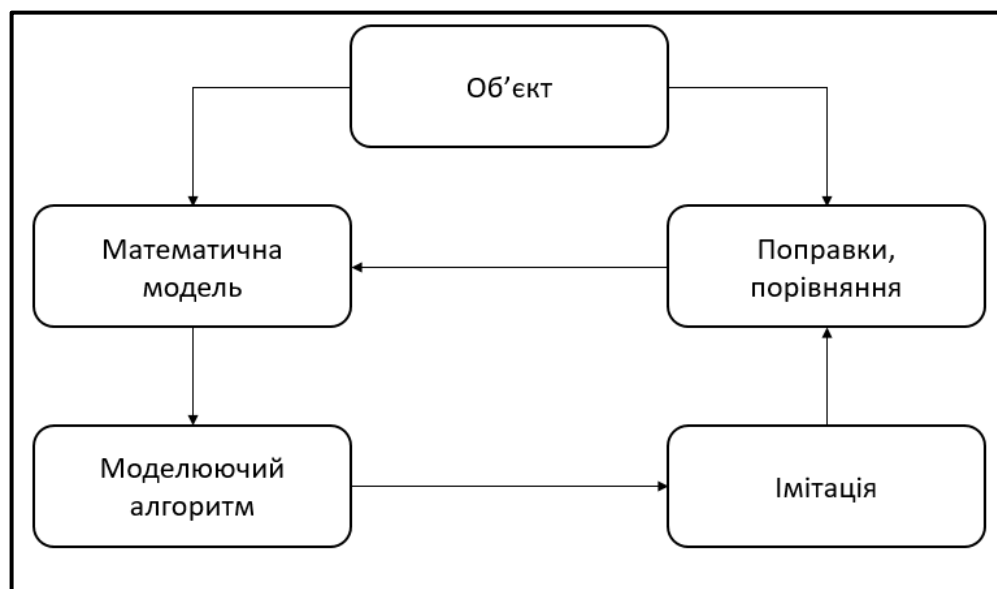 Об’єкт
Математична
модель
Поправки,
порівняння
Моделюючий
алгоритм
Імітація